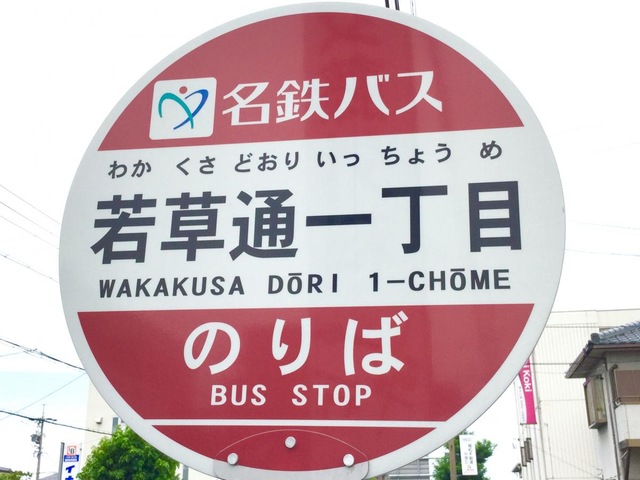 名鉄バス
わか くさ どおり いっ ちょう め
若草通一丁目
WAKAKUSA DŌRI 1-CHŌME
のりば
BUS STOP
Koki